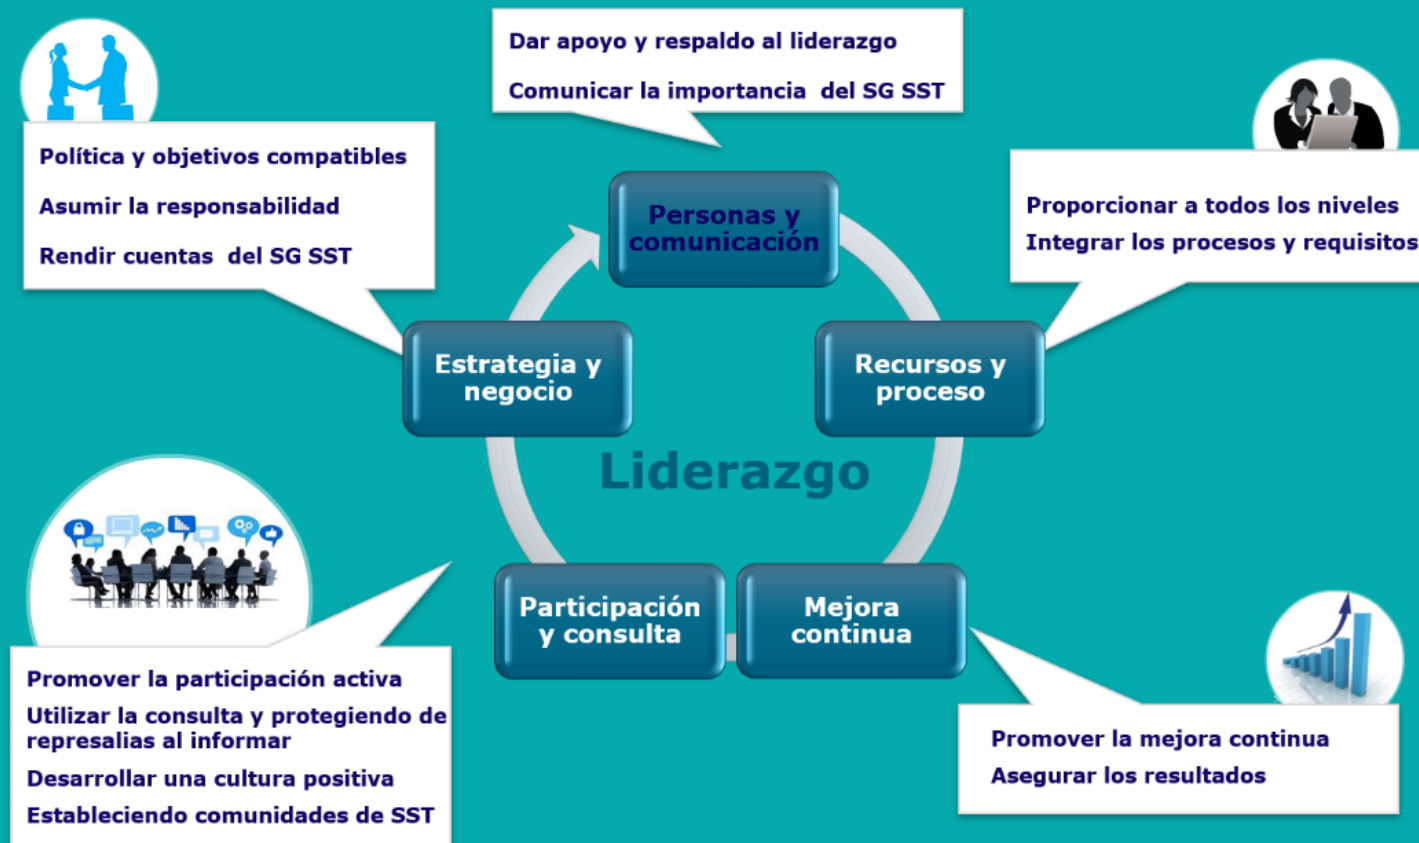 Dar apoyo y respaldo al liderazgo
Comunicar la importancia del SG SST
Política y objetivos compatibles
Asumir la responsabilidad
Rendir cuentas del SG SST
Proporcionar a todos los niveles
Integrar los procesos y requisitos
Personas y
comunicación
Estrategia y
negocio
Recursos y
proceso
Liderazgo
Participación
y consulta
Mejora
continua
Promover la participación activa
Utilizar la consulta y protegiendo de
represalias al informar
Desarrollar una cultura positiva
Estableciendo comunidades de SST
Promover la mejora continua
Asegurar los resultados